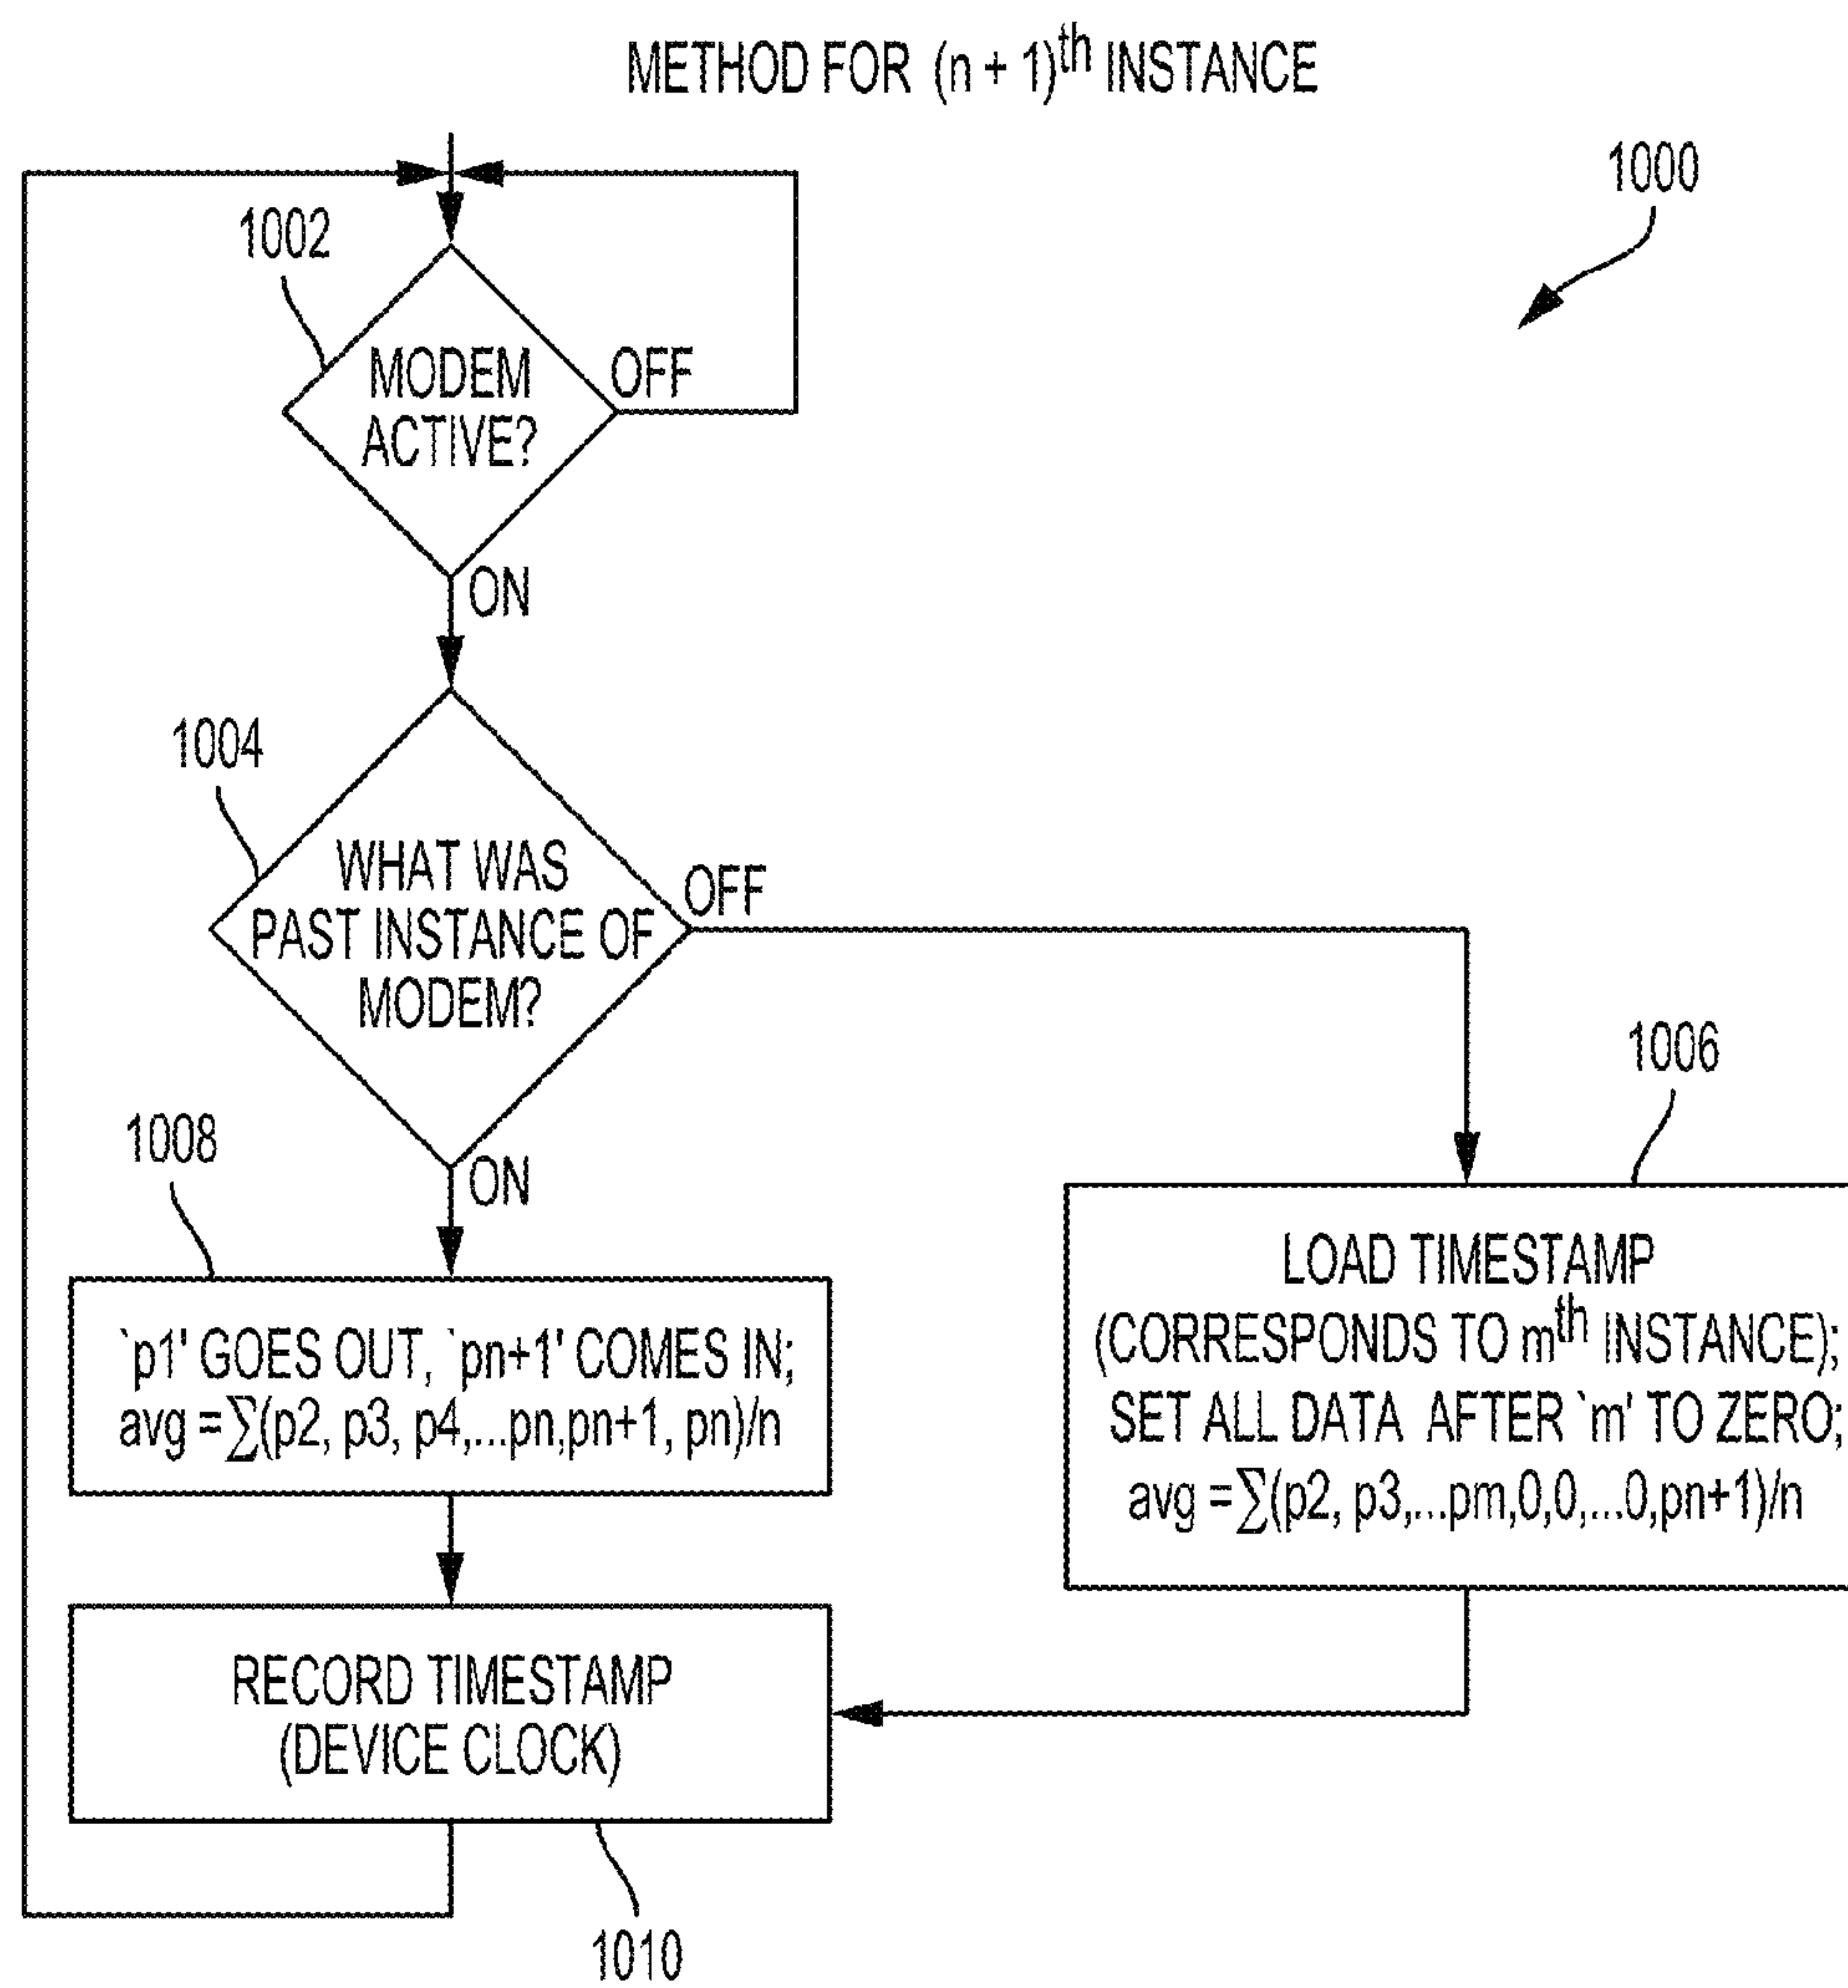 METHOD FOR (n + 1)th INSTANCE
1000
1002
MODEM
ACTIVE?
OFF
ON
1004
WHAT WAS
PAST INSTANCE OF
MODEM?
OFF
ON
1006
LOAD TIMESTAMP
(CORRESPONDS TO mth INSTANCE);
SET ALL DATA AFTER `m' TO ZERO;
avg =∑(p2, p3,...pm,0,0,...0,pn+1)/n
1008
`p1' GOES OUT, `pn+1' COMES IN;
avg =∑(p2, p3, p4,...pn,pn+1, pn)/n
RECORD TIMESTAMP
(DEVICE CLOCK)
1010